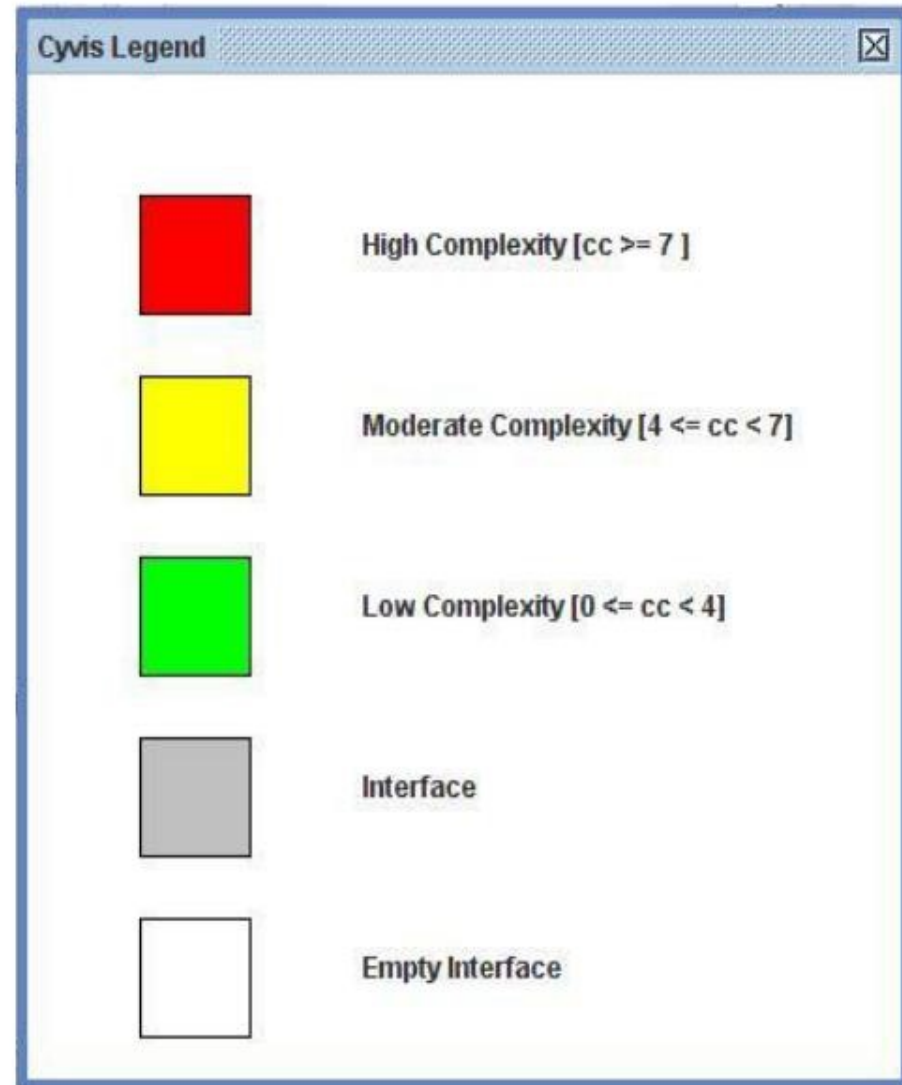 Cyvis Legend
High Complexity [cc >= 7 ]
Moderate Complexity [4 <= cc < 7]
Low Complexity [0 <= cc < 4]
Interface
Empty Interface